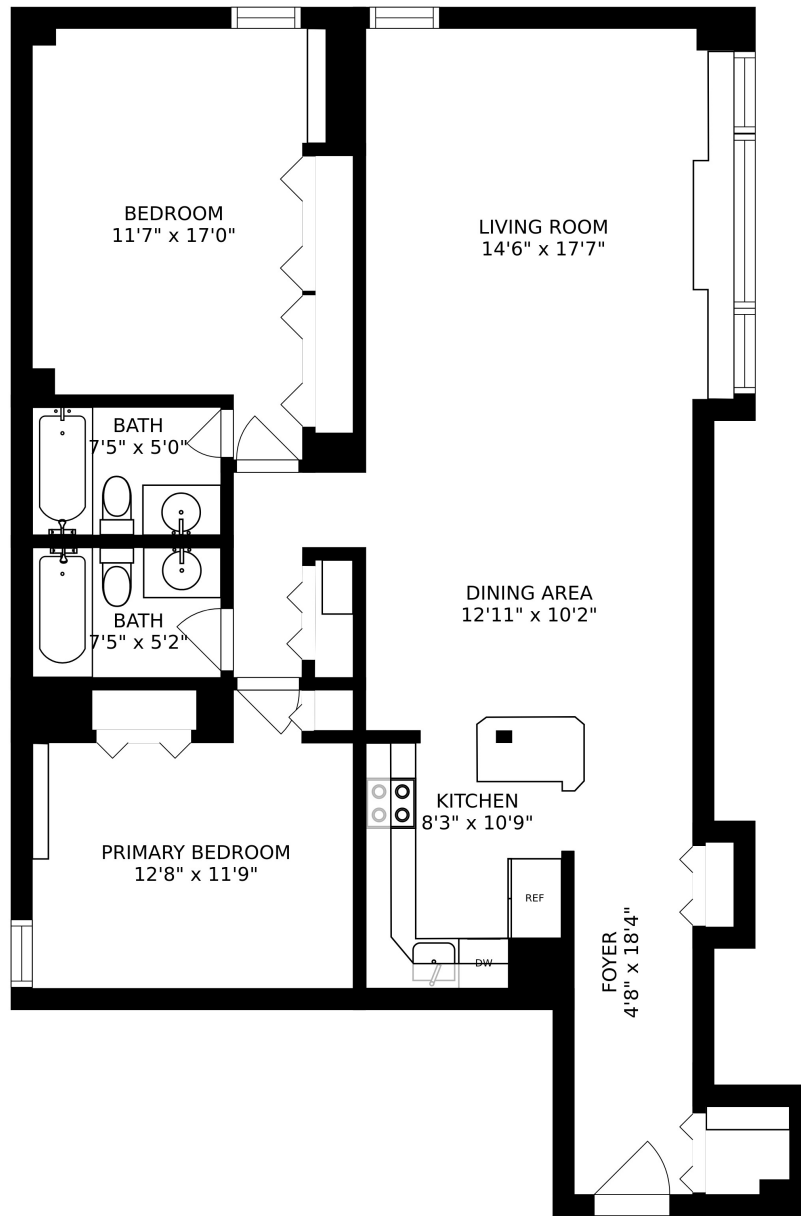 BEDROOM
11'7" x 17'0"
LIVING ROOM
14'6" x 17'7"
BATH
7'5" x 5'0"
DINING AREA
12'11" x 10'2"
BATH
7'5" x 5'2"
KITCHEN
8'3" x 10'9"
PRIMARY BEDROOM
12'8" x 11'9"
REF
DW
FOYER
4'8" x 18'4"